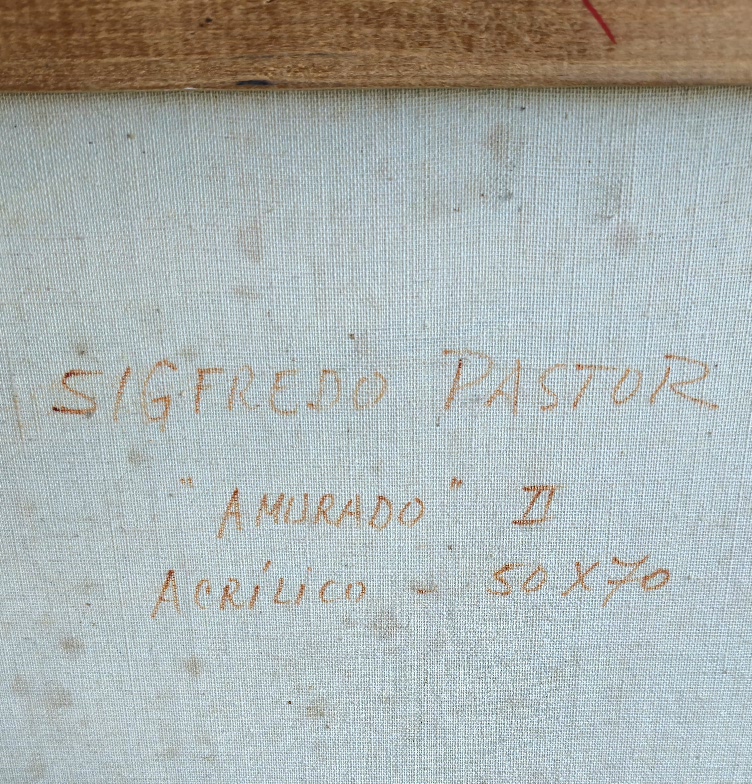 SIGFREDO PASTOR
"AMURADO" II
ACRÍLICO - 50X70